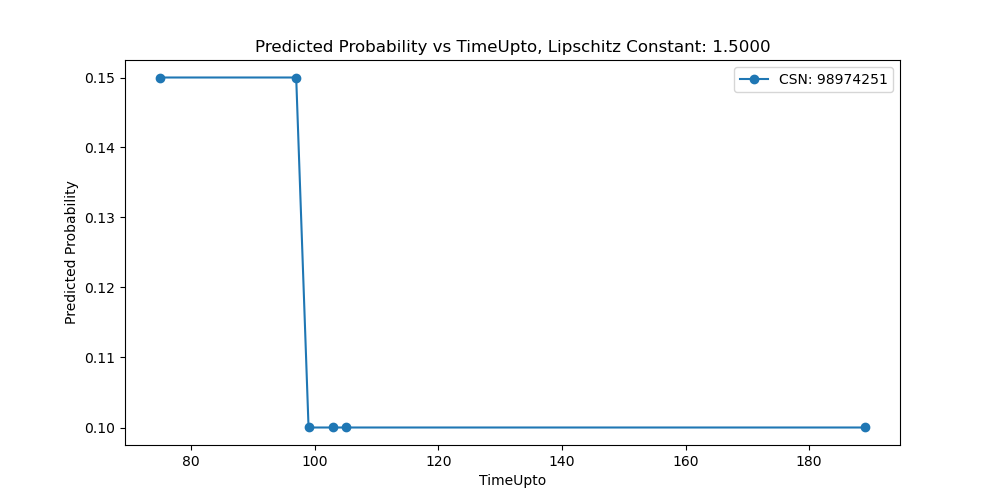 Predicted Probability vs TimeUpto, Lipschitz Constant: 1.5000
CSN: 98974251
Predicted Probability
0.15
0.14
0.13
0.12
0.11
0.10
80 100 120 140 160 180
TimeUpto